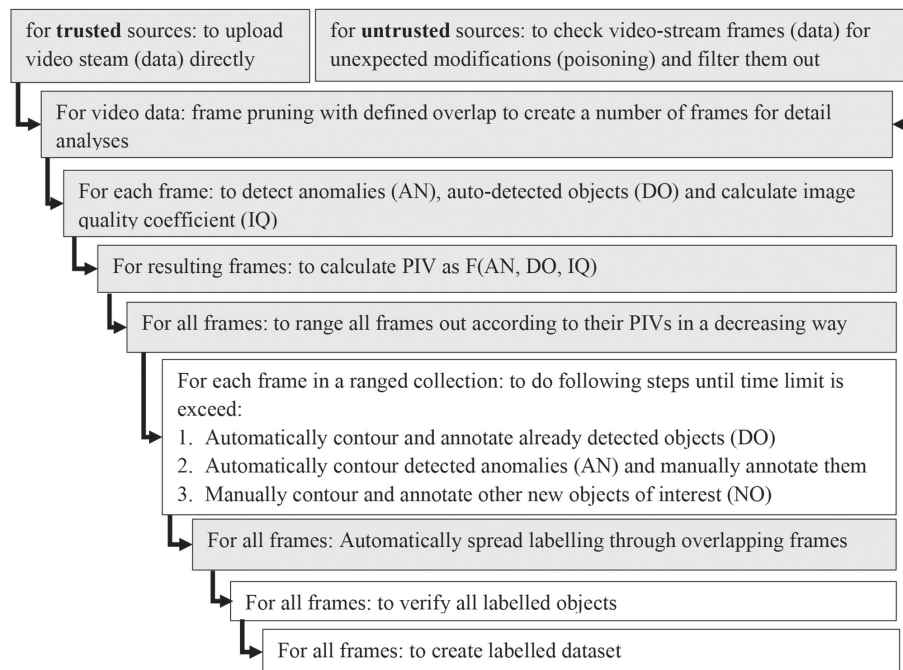 for trusted sources: to upload
video steam (data) directly
for untrusted sources: to check video-stream frames (data) for
unexpected modifications (poisoning) and filter them out
For video data: frame pruning with defined overlap to create a number of frames for detail
analyses
For each frame: to detect anomalies (AN), auto-detected objects (DO) and calculate image
quality coefficient (IQ)
For resulting frames: to calculate PIV as F(AN, DO, IQ)
For all frames: to range all frames out according to their PIVs in a decreasing way
For each frame in a ranged collection: to do following steps until time limit is
exceed:
1. Automatically contour and annotate already detected objects (DO)
2. Automatically contour detected anomalies (AN) and manually annotate them
3. Manually contour and annotate other new objects of interest (NO)
For all frames: Automatically spread labelling through overlapping frames
For all frames: to verify all labelled objects
For all frames: to create labelled dataset